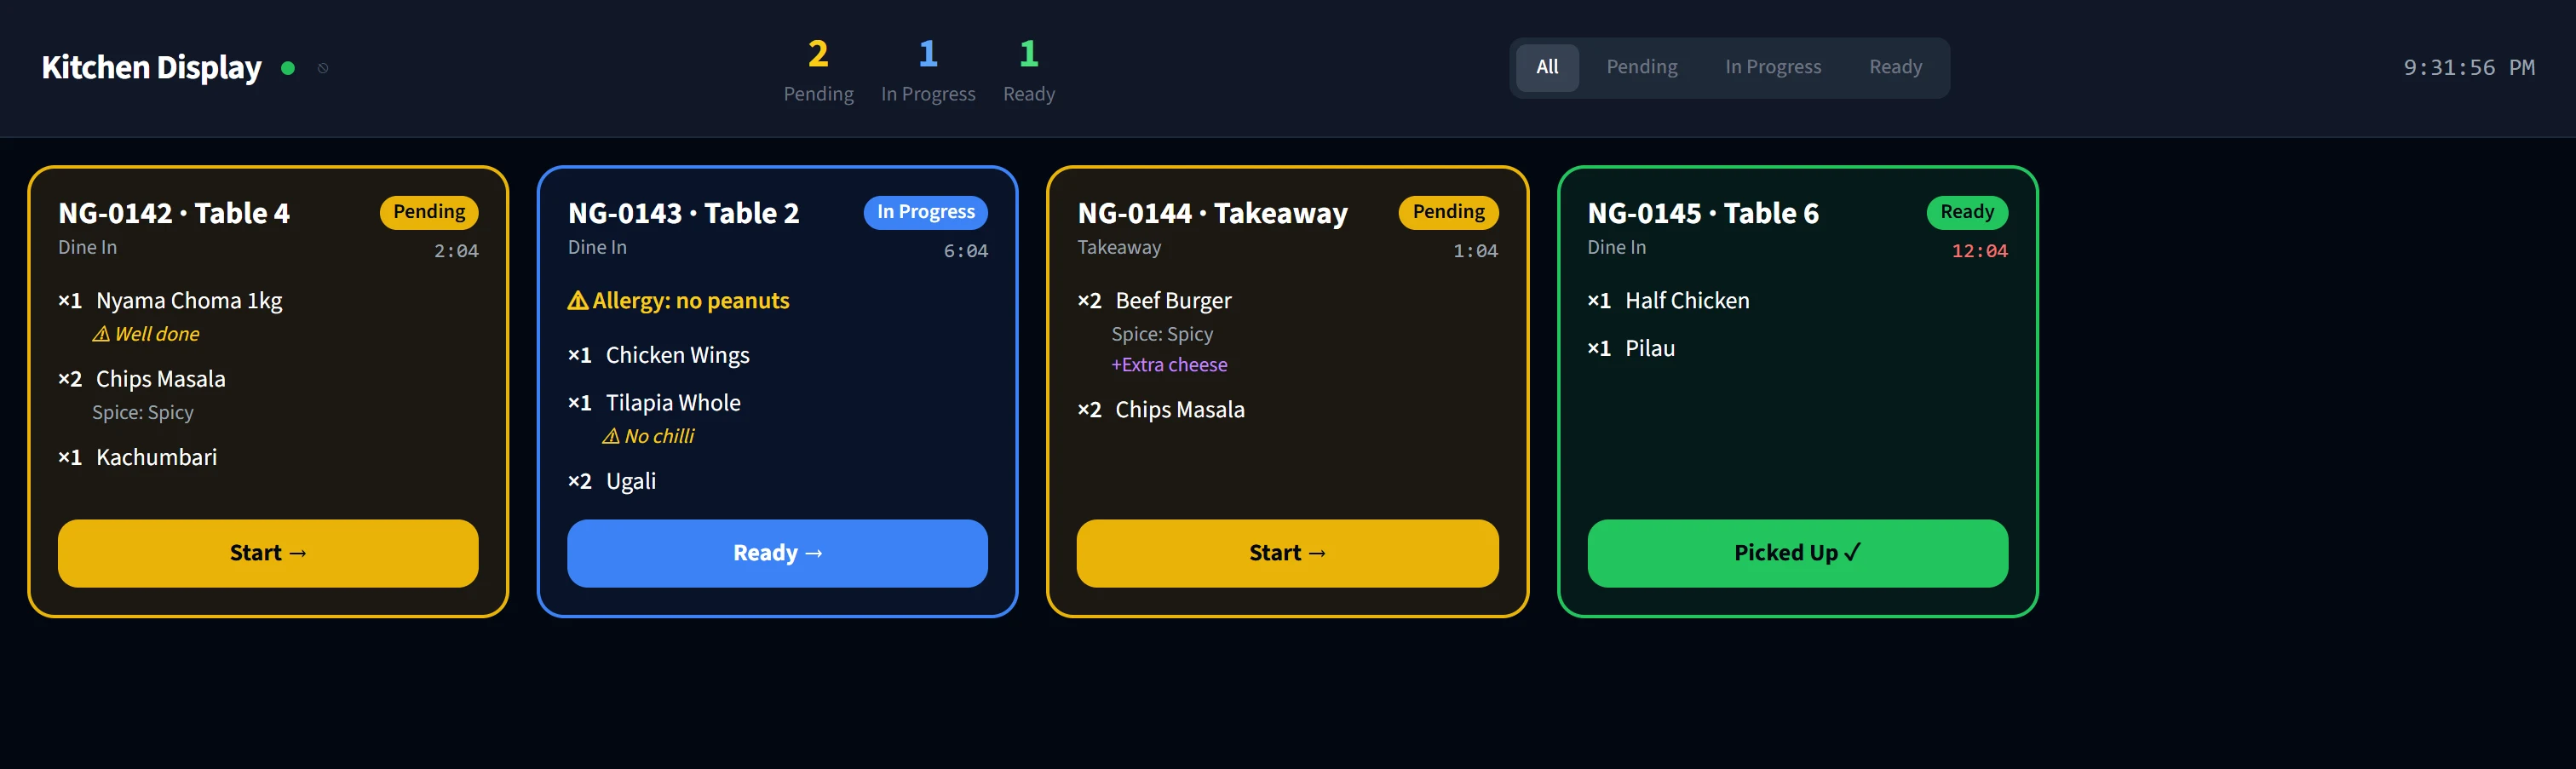 Kitchen Display
2
Pending
1
In Progress
1
Ready
All Pending In Progress Ready
9:31:56 PM
NG-0142 · Table 4
Pending
Dine In
2:04
×1 Nyama Choma 1kg
⚠ Well done
×2 Chips Masala
Spice: Spicy
×1 Kachumbari
Start →
NG-0143 · Table 2
In Progress
Dine In
6:04
⚠ Allergy: no peanuts
×1 Chicken Wings
×1 Tilapia Whole
⚠ No chilli
×2 Ugali
Ready →
NG-0144 · Takeaway
Pending
Takeaway
1:04
×2 Beef Burger
Spice: Spicy
+Extra cheese
×2 Chips Masala
Start →
NG-0145 · Table 6
Ready
Dine In
12:04
×1 Half Chicken
×1 Pilau
Picked Up ✓